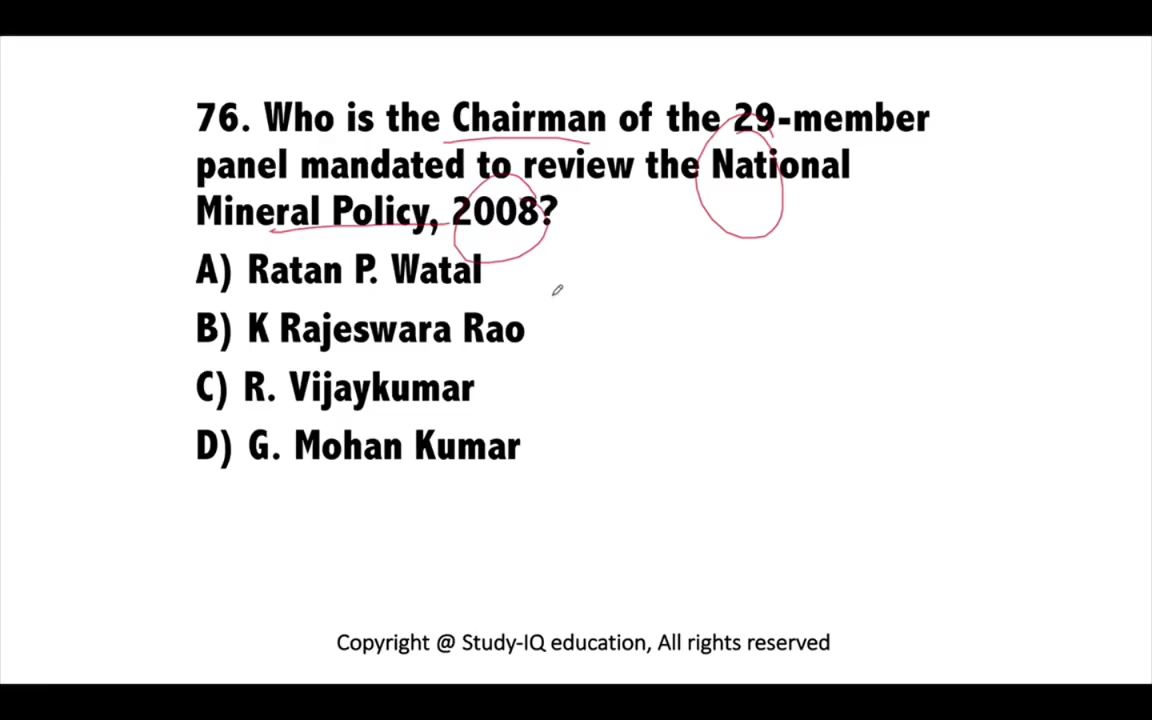 76. Who is the Chairman of the 29-member
panel mandated to review the National
Mineral Policy, 2008?
A) Ratan P. Watal
B) K Rajeswara Rao
C) R. Vijaykumar
D) G. Mohan Kumar
Copyright @ Study-IQ education, All rights reserved